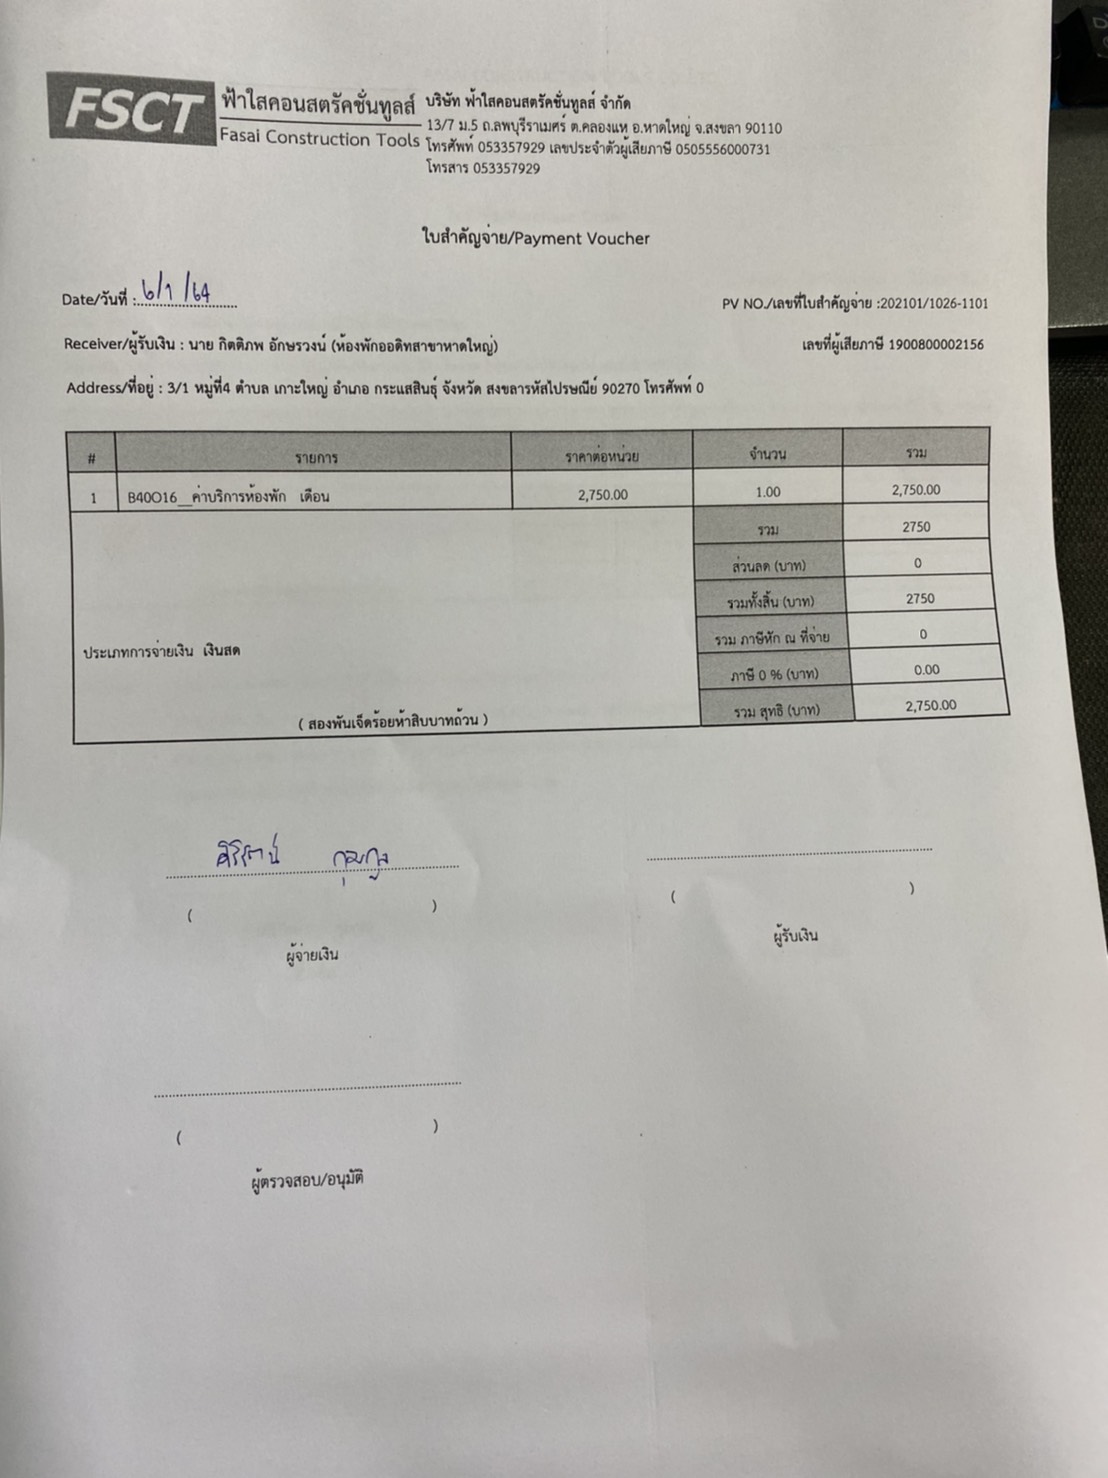 FSCT ฟ้าใสคอนสตรัคชั่นทูลส์
Fasai Construction Tools
บริษัท ฟ้าใสคอนสตรัคชั่นทูลส์ จำกัด
13/7 ม.5 ถ.ลพบุรีราเมศร์ ต.คลองแห อ.หาดใหญ่ จ.สงขลา 90110
โทรศัพท์ 053357929 เลขประจำตัวผู้เสียภาษี 0505556000731
โทรสาร 053357929
ใบสำคัญจ่าย/Payment Voucher
Date/วันที่ : 6/1/64
PV NO./เลขที่ใบสำคัญจ่าย :202101/1026-1101
Receiver/ผู้รับเงิน : นาย กิตติภพ อักษรวงน์ (ห้องพักออดิทสาขาหาดใหญ่)
เลขที่ผู้เสียภาษี 1900800002156
Address/ที่อยู่ : 3/1 หมู่ที่4 ตำบล เกาะใหญ่ อำเภอ กระแสสินธุ์ จังหวัด สงขลารหัสไปรษณีย์ 90270 โทรศัพท์ 0
# รายการ ราคาต่อหน่วย จำนวน รวม
1 B40O16__ค่าบริการห้องพัก เดือน 2,750.00 1.00 2,750.00
รวม 2750
ส่วนลด (บาท) 0
รวมทั้งสิ้น (บาท) 2750
รวม ภาษีหัก ณ ที่จ่าย 0
ประเภทการจ่ายเงิน เงินสด
ภาษี 0 % (บาท) 0.00
รวม สุทธิ (บาท) 2,750.00
( สองพันเจ็ดร้อยห้าสิบบาทถ้วน )
( )
( )
ผู้จ่ายเงิน
ผู้รับเงิน
( )
ผู้ตรวจสอบ/อนุมัติ